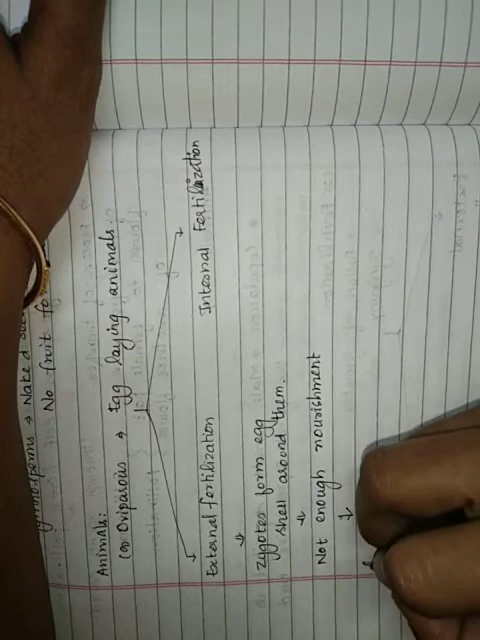 Gymnosperms → Naked see
No fruit fo
Animals:
(a) Oviparous → Egg laying animals.
External fertilization Internal Fertilization
↓
Zygotes form egg
shell around them.
↓
Not enough nourishment
↓